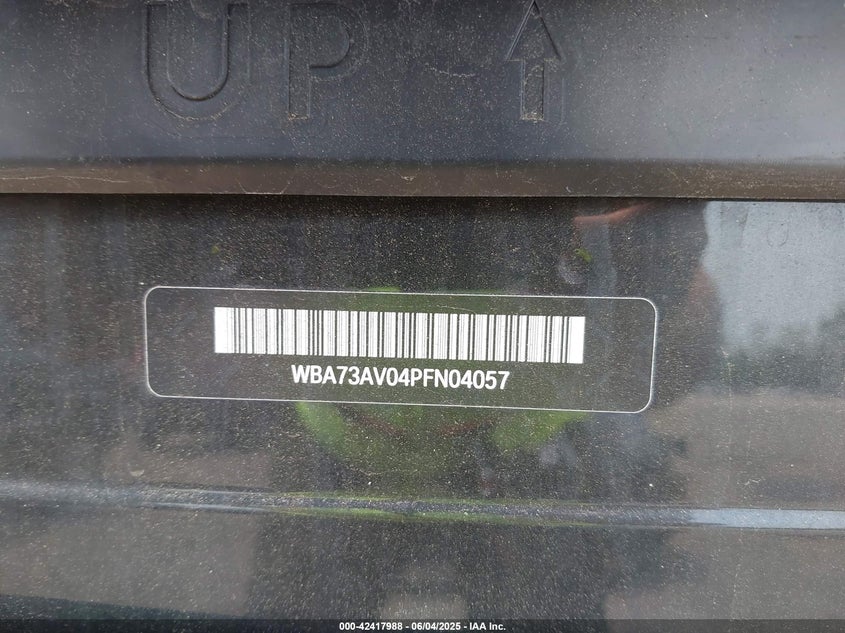 UP ↑
WBA73AV04PFN04057
000-42417988 - 06/04/2025 - IAA Inc.